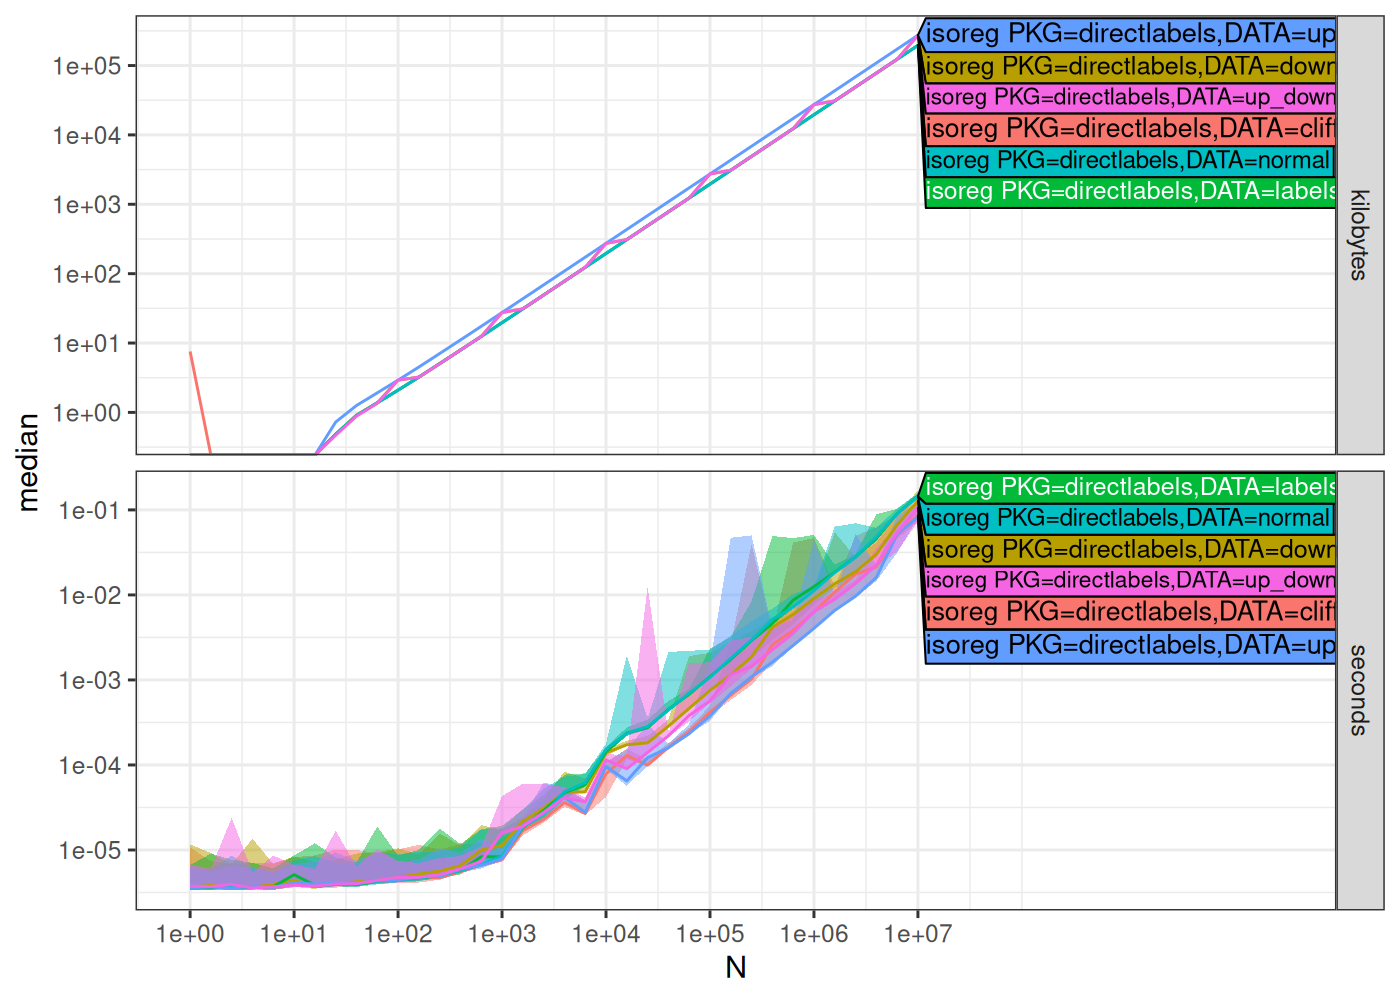 median
1e+05
1e+04
1e+03
1e+02
1e+01
1e+00
isoreg PKG=directlabels,DATA=up
isoreg PKG=directlabels,DATA=down
isoreg PKG=directlabels,DATA=up_down
isoreg PKG=directlabels,DATA=cliff
isoreg PKG=directlabels,DATA=normal
isoreg PKG=directlabels,DATA=labels
kilobytes
1e-01
1e-02
1e-03
1e-04
1e-05
isoreg PKG=directlabels,DATA=labels
isoreg PKG=directlabels,DATA=normal
isoreg PKG=directlabels,DATA=down
isoreg PKG=directlabels,DATA=up_down
isoreg PKG=directlabels,DATA=cliff
isoreg PKG=directlabels,DATA=up
seconds
1e+00 1e+01 1e+02 1e+03 1e+04 1e+05 1e+06 1e+07
N